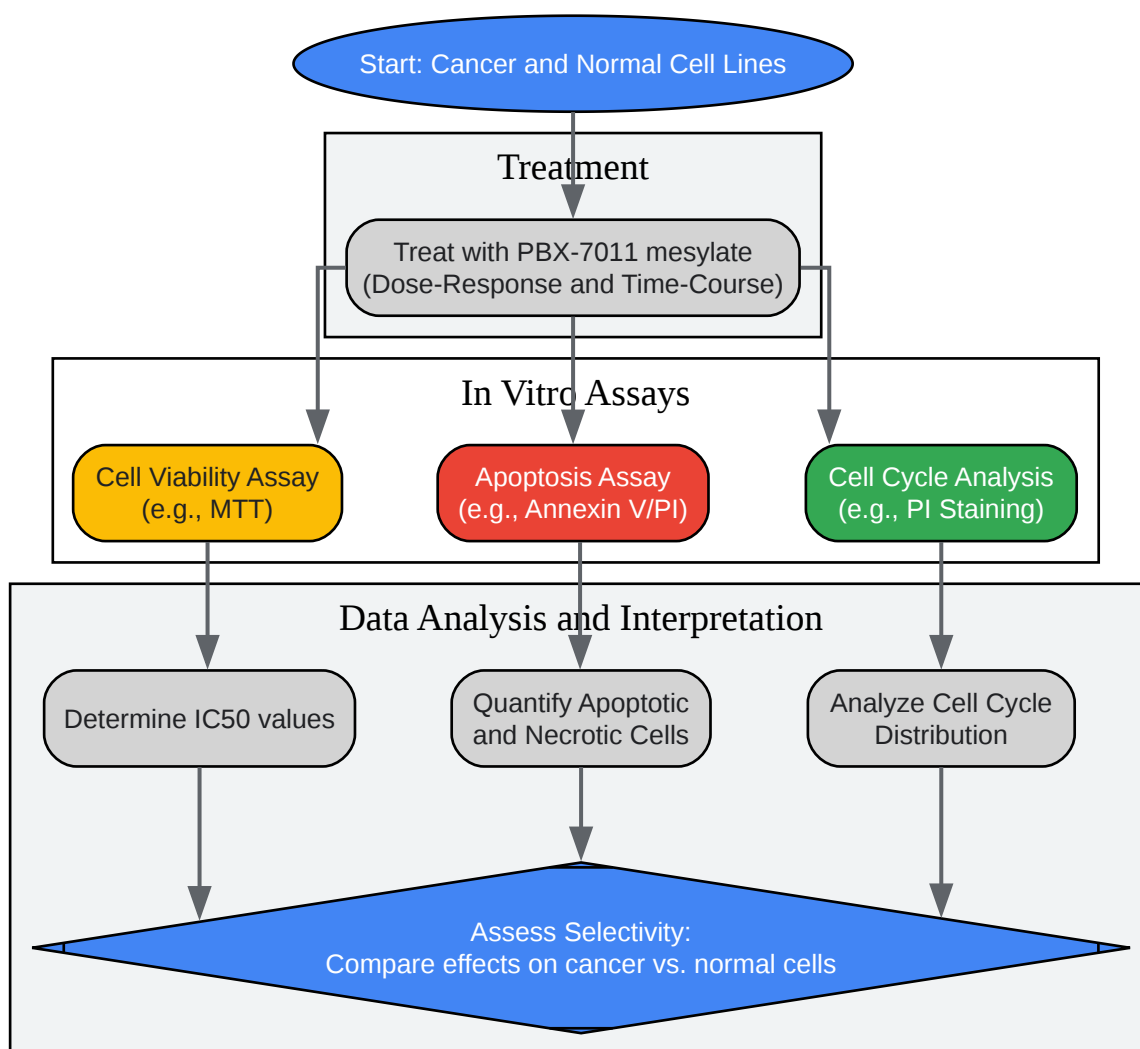 Start: Cancer and Normal Cell Lines
Treatment
Treat with PBX-7011 mesylate
(Dose-Response and Time-Course)
In Vitro Assays
Cell Viability Assay
(e.g., MTT)
Apoptosis Assay
(e.g., Annexin V/PI)
Cell Cycle Analysis
(e.g., PI Staining)
Data Analysis and Interpretation
Determine IC50 values
Quantify Apoptotic
and Necrotic Cells
Analyze Cell Cycle
Distribution
Assess Selectivity:
Compare effects on cancer vs. normal cells